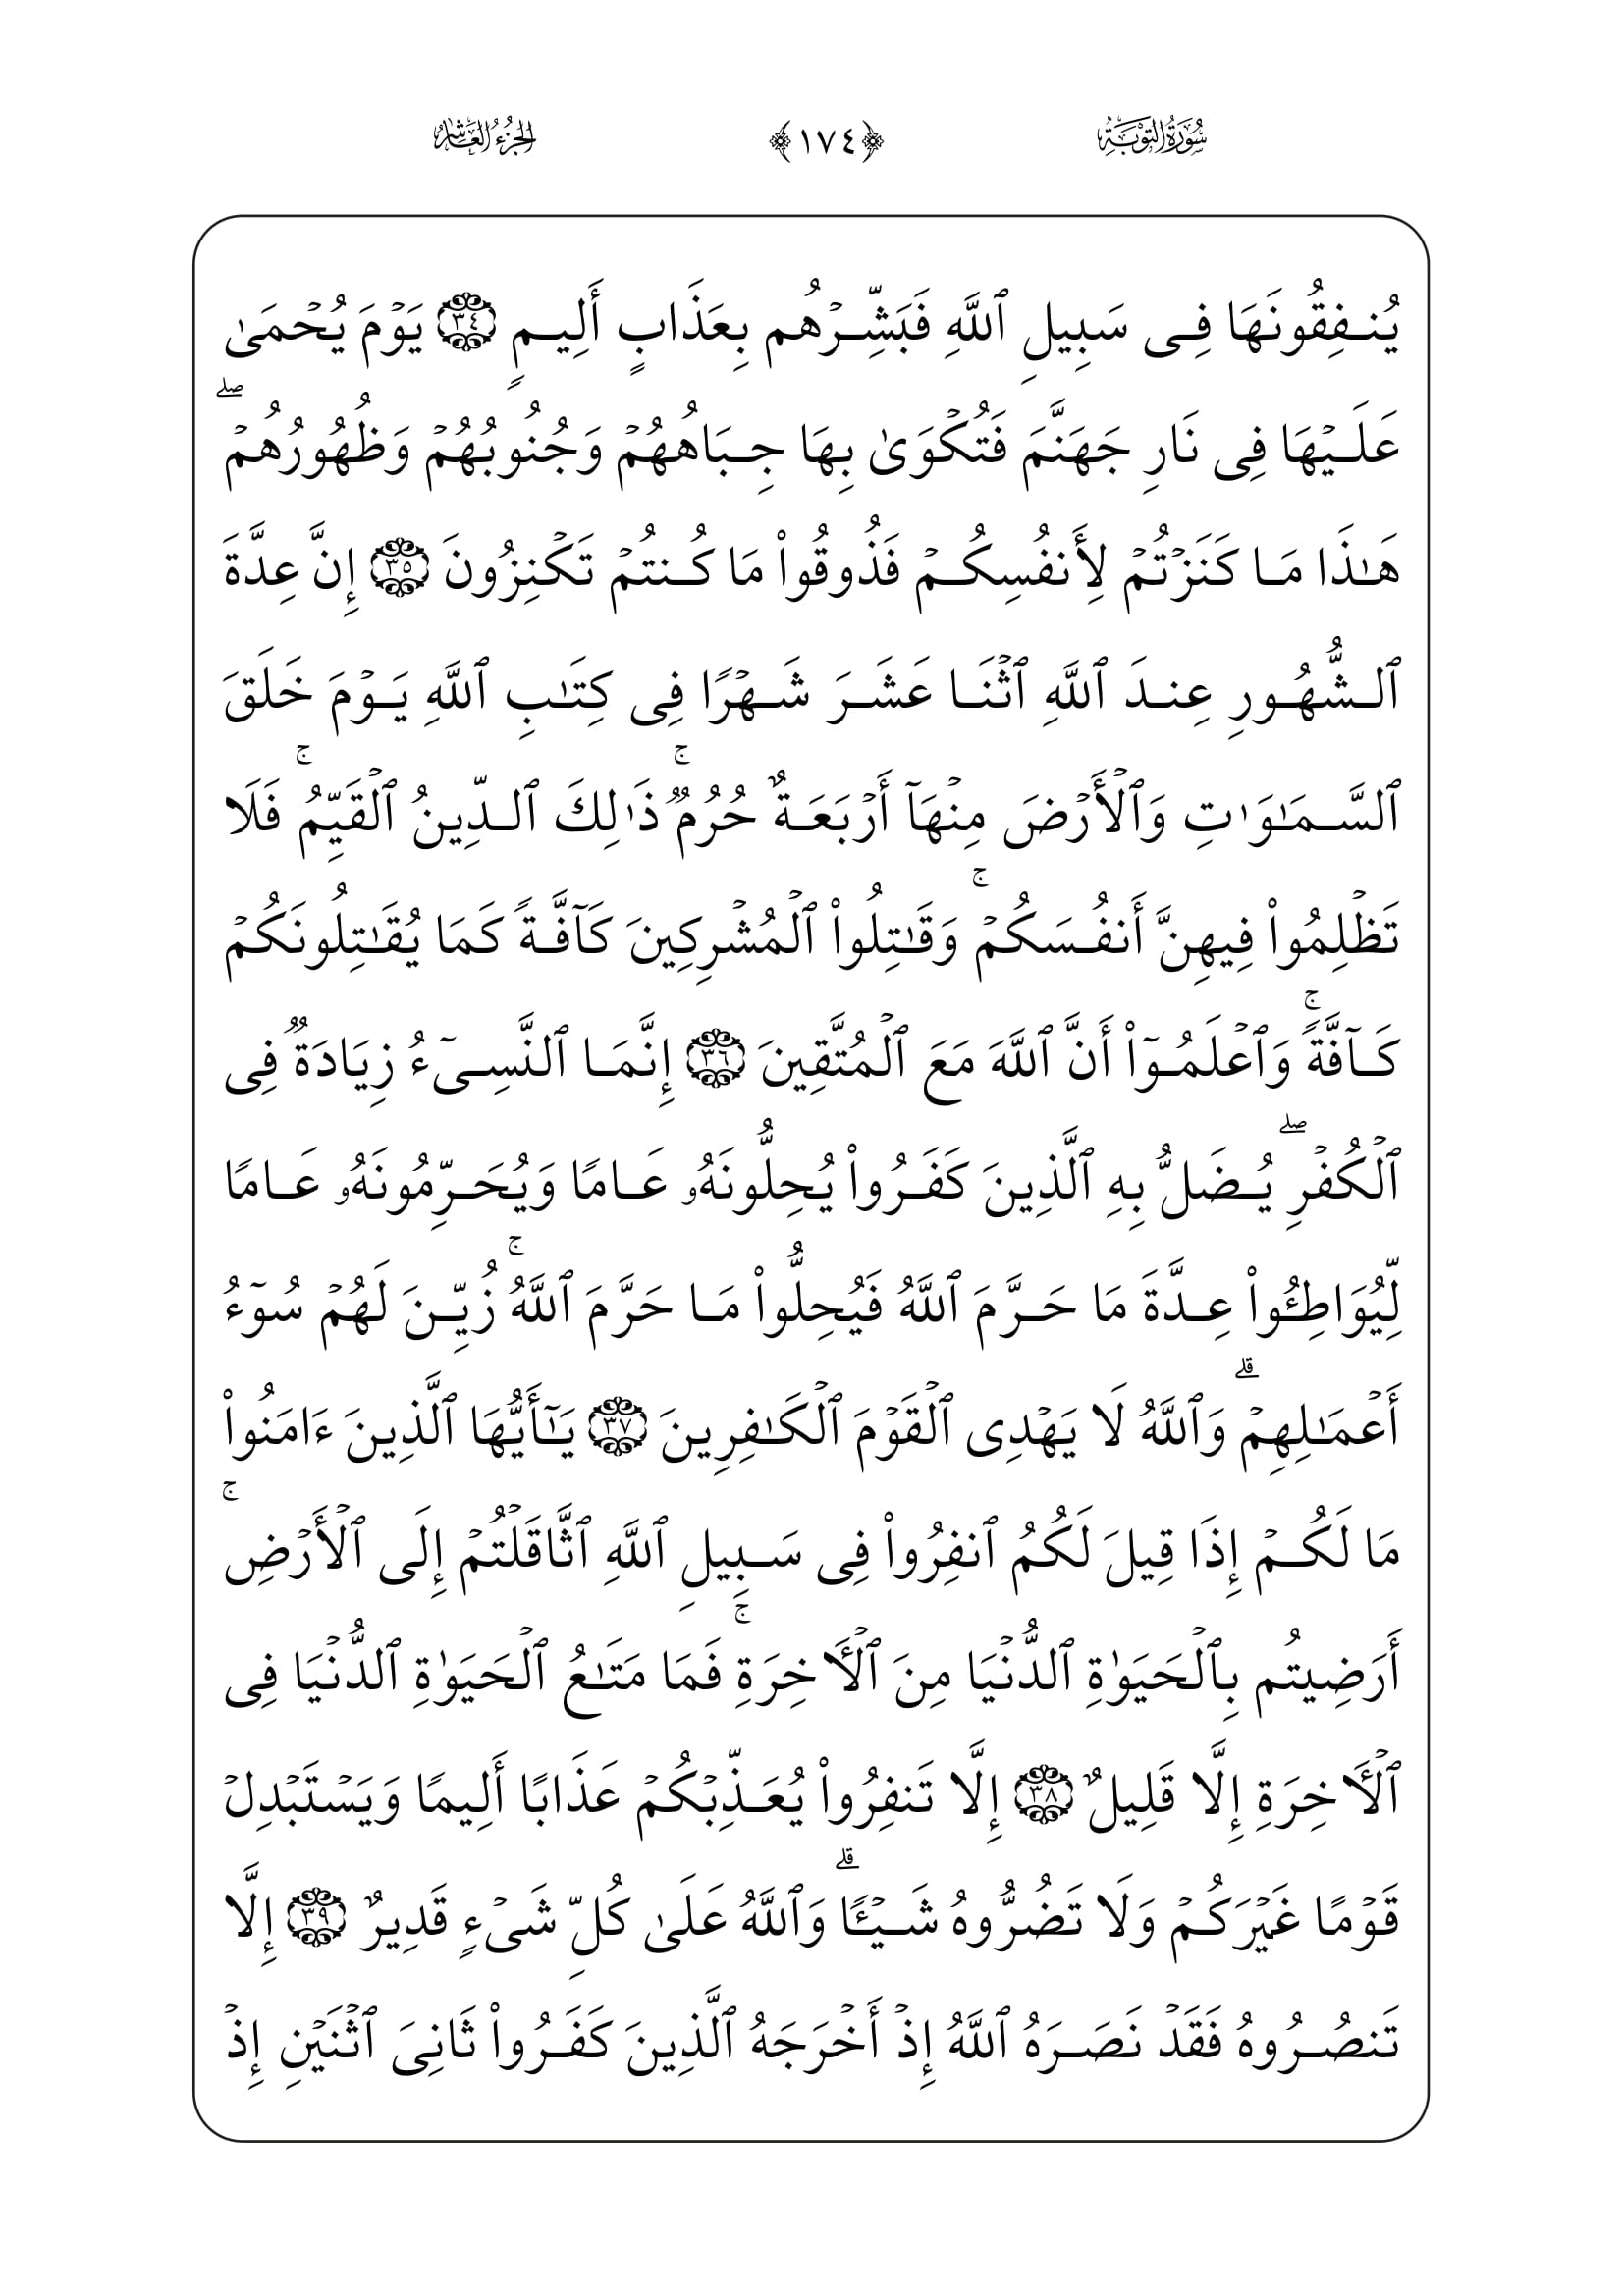 سُورَةُ التَّوۡبَةِ ١٧٤ الجُزۡءُ العَاشِرُ
يُنفِقُونَهَا فِى سَبِيلِ ٱللَّهِ فَبَشِّرۡهُم بِعَذَابٍ أَلِيمٍ ٣٤ يَوۡمَ يُحۡمَىٰ
عَلَيۡهَا فِى نَارِ جَهَنَّمَ فَتُكۡوَىٰ بِهَا جِبَاهُهُمۡ وَجُنُوبُهُمۡ وَظُهُورُهُمۡۖ
هَٰذَا مَا كَنَزۡتُمۡ لِأَنفُسِكُمۡ فَذُوقُوا۟ مَا كُنتُمۡ تَكۡنِزُونَ ٣٥ إِنَّ عِدَّةَ
ٱلشُّهُورِ عِندَ ٱللَّهِ ٱثۡنَا عَشَرَ شَهۡرًا فِى كِتَٰبِ ٱللَّهِ يَوۡمَ خَلَقَ
ٱلسَّمَٰوَٰتِ وَٱلۡأَرۡضَ مِنۡهَآ أَرۡبَعَةٌ حُرُمٌۚ ذَٰلِكَ ٱلدِّينُ ٱلۡقَيِّمُۚ فَلَا
تَظۡلِمُوا۟ فِيهِنَّ أَنفُسَكُمۡۚ وَقَٰتِلُوا۟ ٱلۡمُشۡرِكِينَ كَآفَّةً كَمَا يُقَٰتِلُونَكُمۡ
كَآفَّةًۚ وَٱعۡلَمُوٓا۟ أَنَّ ٱللَّهَ مَعَ ٱلۡمُتَّقِينَ ٣٦ إِنَّمَا ٱلنَّسِىٓءُ زِيَادَةٌ فِى
ٱلۡكُفۡرِۖ يُضَلُّ بِهِ ٱلَّذِينَ كَفَرُوا۟ يُحِلُّونَهُۥ عَامًا وَيُحَرِّمُونَهُۥ عَامًا
لِّيُوَاطِـُٔوا۟ عِدَّةَ مَا حَرَّمَ ٱللَّهُ فَيُحِلُّوا۟ مَا حَرَّمَ ٱللَّهُۚ زُيِّنَ لَهُمۡ سُوٓءُ
أَعۡمَٰلِهِمۡۗ وَٱللَّهُ لَا يَهۡدِى ٱلۡقَوۡمَ ٱلۡكَٰفِرِينَ ٣٧ يَٰٓأَيُّهَا ٱلَّذِينَ ءَامَنُوا۟
مَا لَكُمۡ إِذَا قِيلَ لَكُمُ ٱنفِرُوا۟ فِى سَبِيلِ ٱللَّهِ ٱثَّاقَلۡتُمۡ إِلَى ٱلۡأَرۡضِۚ
أَرَضِيتُم بِٱلۡحَيَوٰةِ ٱلدُّنۡيَا مِنَ ٱلۡـَٔاخِرَةِۚ فَمَا مَتَٰعُ ٱلۡحَيَوٰةِ ٱلدُّنۡيَا فِى
ٱلۡـَٔاخِرَةِ إِلَّا قَلِيلٌ ٣٨ إِلَّا تَنفِرُوا۟ يُعَذِّبۡكُمۡ عَذَابًا أَلِيمًا وَيَسۡتَبۡدِلۡ
قَوۡمًا غَيۡرَكُمۡ وَلَا تَضُرُّوهُ شَيۡـًٔاۗ وَٱللَّهُ عَلَىٰ كُلِّ شَىۡءٍ قَدِيرٌ ٣٩ إِلَّا
تَنصُرُوهُ فَقَدۡ نَصَرَهُ ٱللَّهُ إِذۡ أَخۡرَجَهُ ٱلَّذِينَ كَفَرُوا۟ ثَانِىَ ٱثۡنَيۡنِ إِذۡ